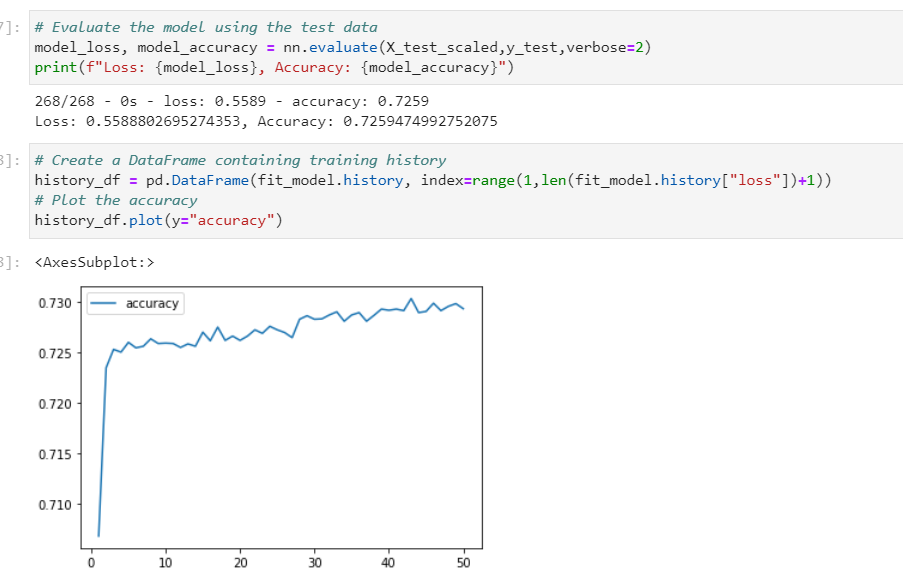 7]:
# Evaluate the model using the test data
model_loss, model_accuracy = nn.evaluate(X_test_scaled,y_test,verbose=2)
print(f"Loss: {model_loss}, Accuracy: {model_accuracy}")
268/268 - 0s - loss: 0.5589 - accuracy: 0.7259
Loss: 0.5588802695274353, Accuracy: 0.7259474992752075
8]:
# Create a DataFrame containing training history
history_df = pd.DataFrame(fit_model.history, index=range(1,len(fit_model.history["loss"])+1))
# Plot the accuracy
history_df.plot(y="accuracy")
8]:
<AxesSubplot:>
accuracy
0.730
0.725
0.720
0.715
0.710
0 10 20 30 40 50